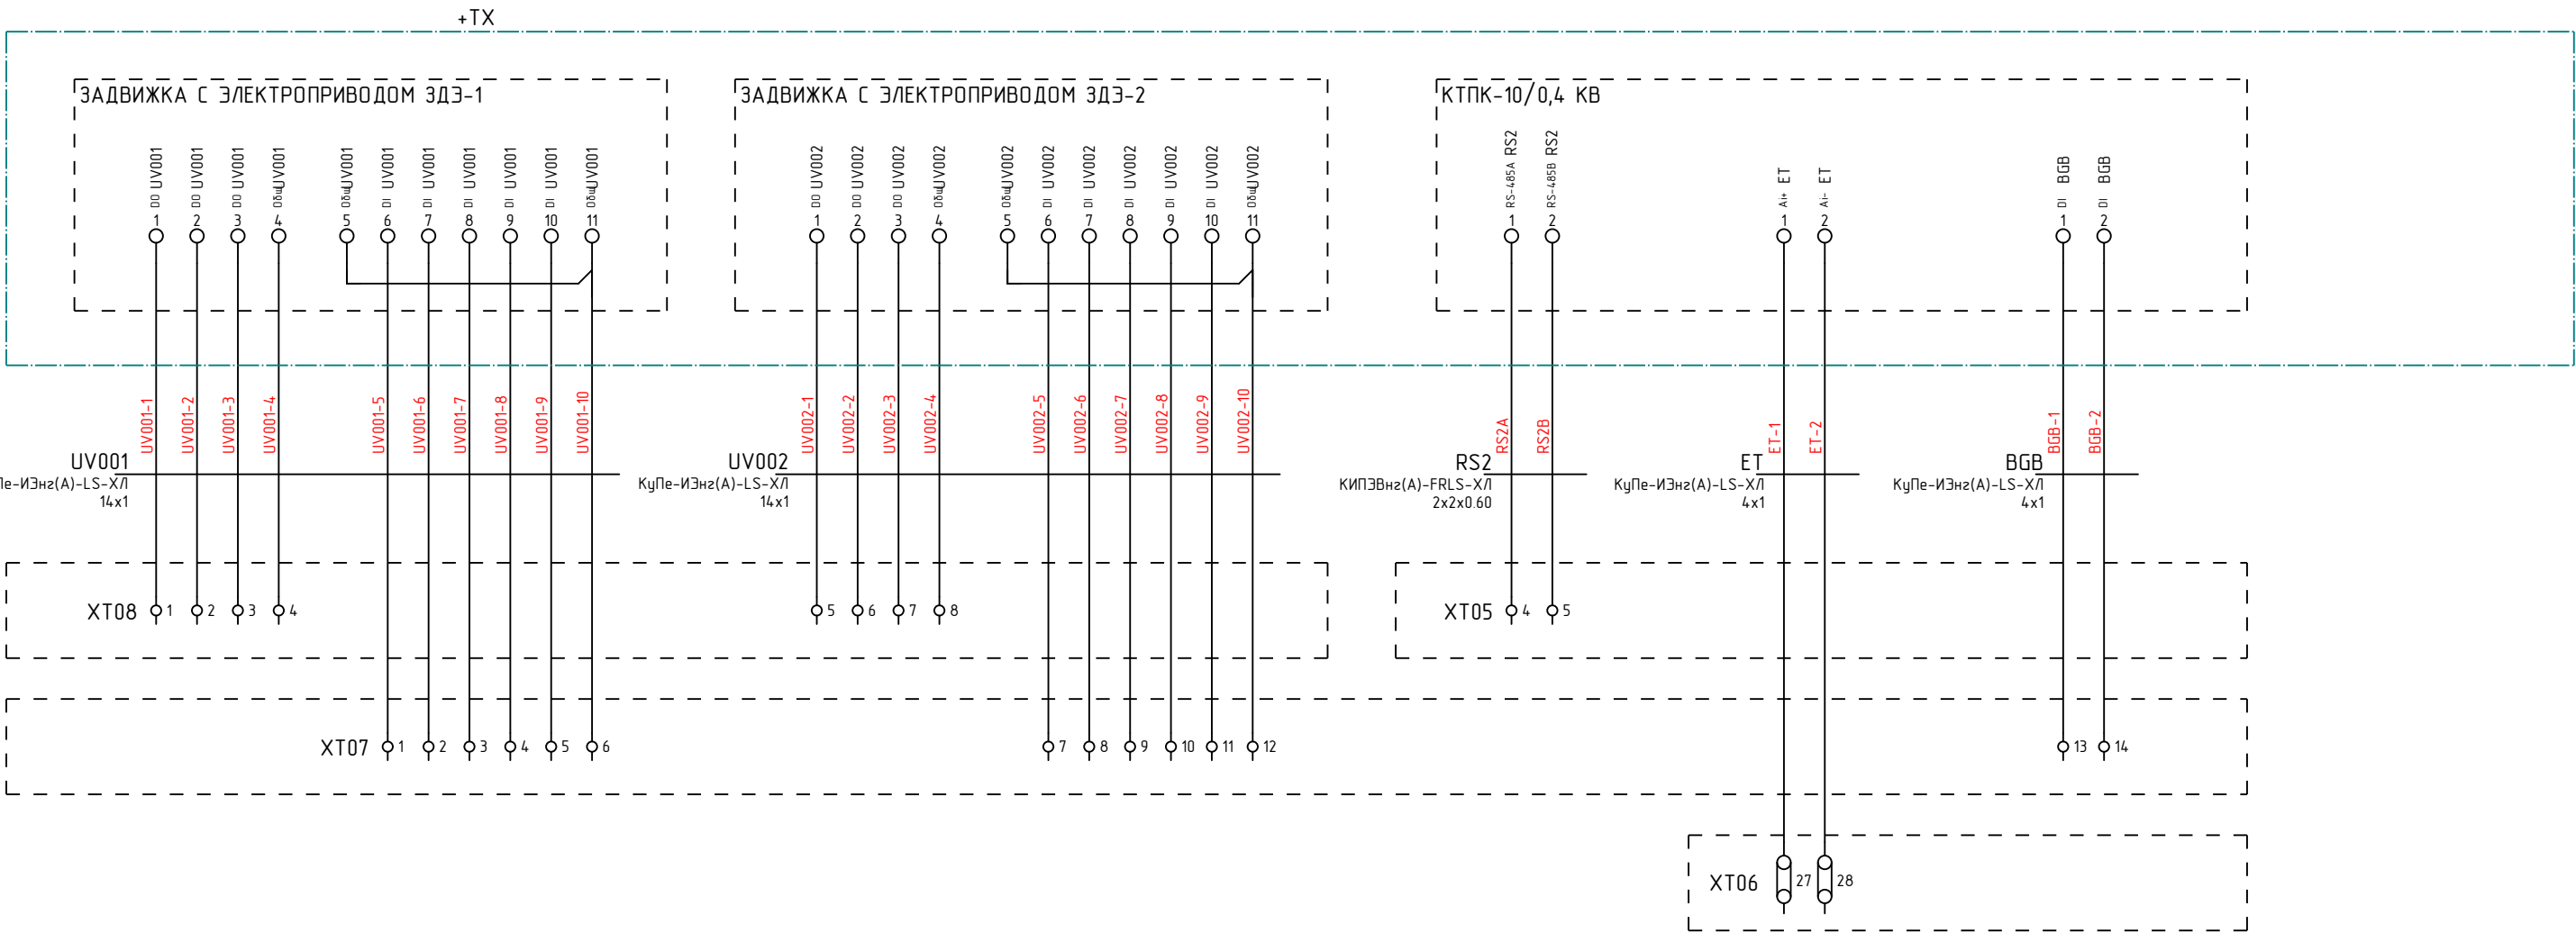 +TX
ЗАДВИЖКА С ЭЛЕКТРОПРИВОДОМ ЗДЭ-1
ЗАДВИЖКА С ЭЛЕКТРОПРИВОДОМ ЗДЭ-2
КТПК-10/0,4 КВ
1 DO UV001
2 DO UV001
3 DO UV001
4 Общ UV001
5 Общ UV001
6 DI UV001
7 DI UV001
8 DI UV001
9 DI UV001
10 DI UV001
11 Общ UV001
1 DO UV002
2 DO UV002
3 DO UV002
4 Общ UV002
5 Общ UV002
6 DI UV002
7 DI UV002
8 DI UV002
9 DI UV002
10 DI UV002
11 Общ UV002
1 RS-485A RS2
2 RS-485B RS2
1 Ai+ ET
2 Ai- ET
1 DI BGB
2 DI BGB
UV001-1
UV001-2
UV001-3
UV001-4
UV001-5
UV001-6
UV001-7
UV001-8
UV001-9
UV001-10
UV002-1
UV002-2
UV002-3
UV002-4
UV002-5
UV002-6
UV002-7
UV002-8
UV002-9
UV002-10
RS2A
RS2B
ET-1
ET-2
BGB-1
BGB-2
UV001
Пе-ИЭнг(А)-LS-ХЛ
14x1
UV002
КуПе-ИЭнг(А)-LS-ХЛ
14x1
RS2
КИПЭВнг(А)-FRLS-ХЛ
2x2x0.60
ET
КуПе-ИЭнг(А)-LS-ХЛ
4x1
BGB
КуПе-ИЭнг(А)-LS-ХЛ
4x1
XT08 1 2 3 4 5 6 7 8
XT05 4 5
XT07 1 2 3 4 5 6 7 8 9 10 11 12 13 14
XT06 27 28